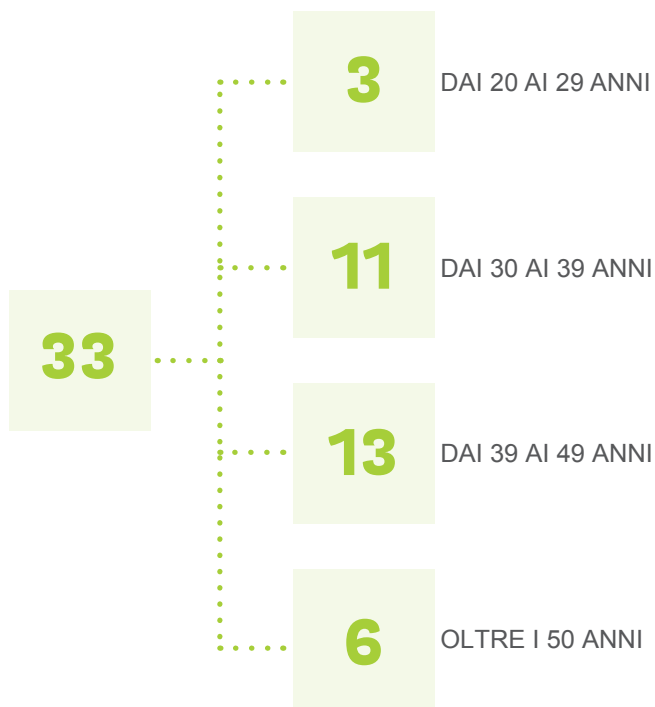 3 DAI 20 AI 29 ANNI
11 DAI 30 AI 39 ANNI
33
13 DAI 39 AI 49 ANNI
6 OLTRE I 50 ANNI